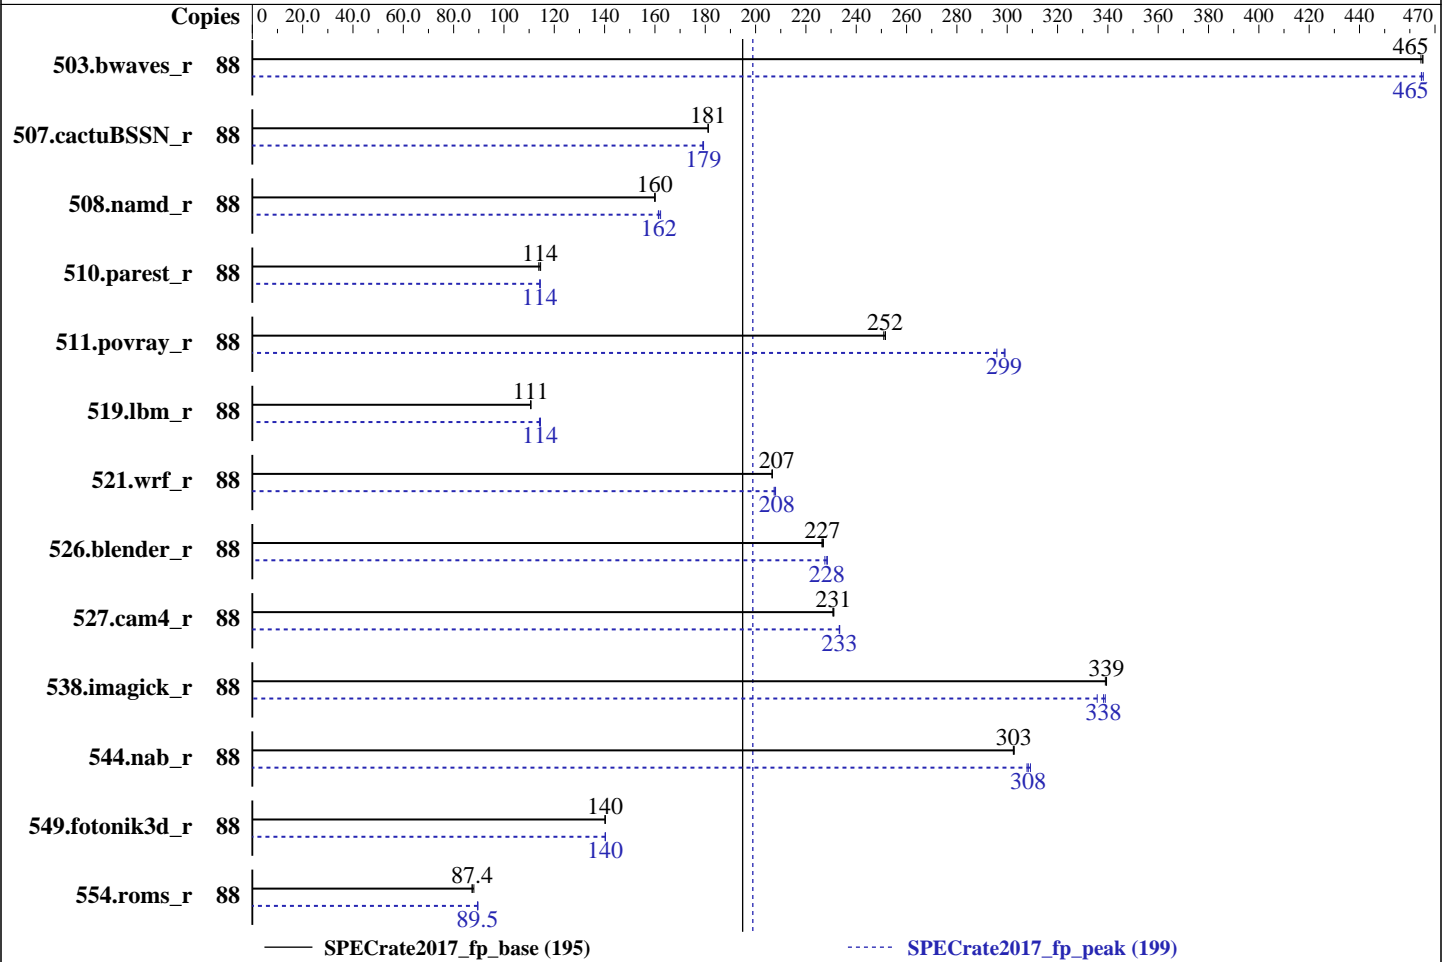 Copies 0 20.0 40.0 60.0 80.0 100 120 140 160 180 200 220 240 260 280 300 320 340 360 380 400 420 440 470
503.bwaves_r 88 465
465
507.cactuBSSN_r 88 181
179
508.namd_r 88 160
162
510.parest_r 88 114
114
511.povray_r 88 252
299
519.lbm_r 88 111
114
521.wrf_r 88 207
208
526.blender_r 88 227
228
527.cam4_r 88 231
233
538.imagick_r 88 339
338
544.nab_r 88 303
308
549.fotonik3d_r 88 140
140
554.roms_r 88 87.4
89.5
SPECrate2017_fp_base (195) SPECrate2017_fp_peak (199)